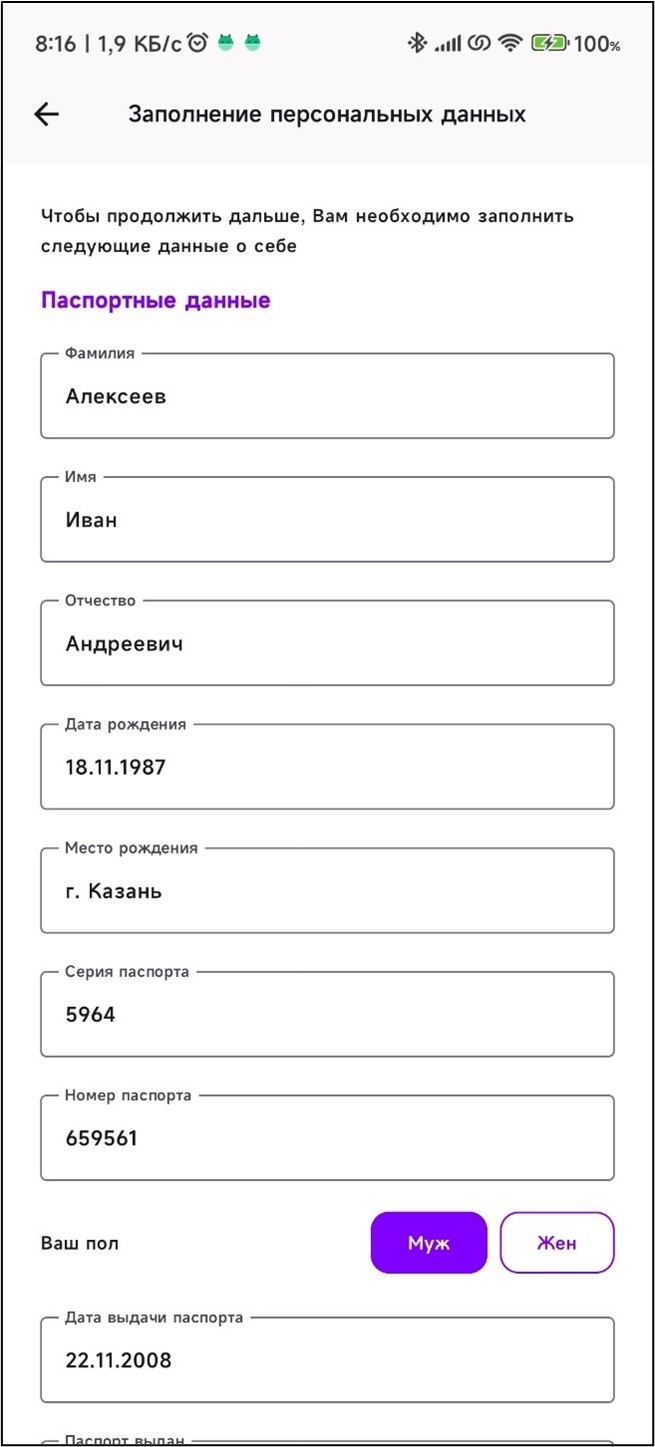 8:16 | 1,9 КБ/с 100%
Заполнение персональных данных
Чтобы продолжить дальше, Вам необходимо заполнить
следующие данные о себе
Паспортные данные
Фамилия
Алексеев
Имя
Иван
Отчество
Андреевич
Дата рождения
18.11.1987
Место рождения
г. Казань
Серия паспорта
5964
Номер паспорта
659561
Ваш пол Муж Жен
Дата выдачи паспорта
22.11.2008
Паспорт выдан